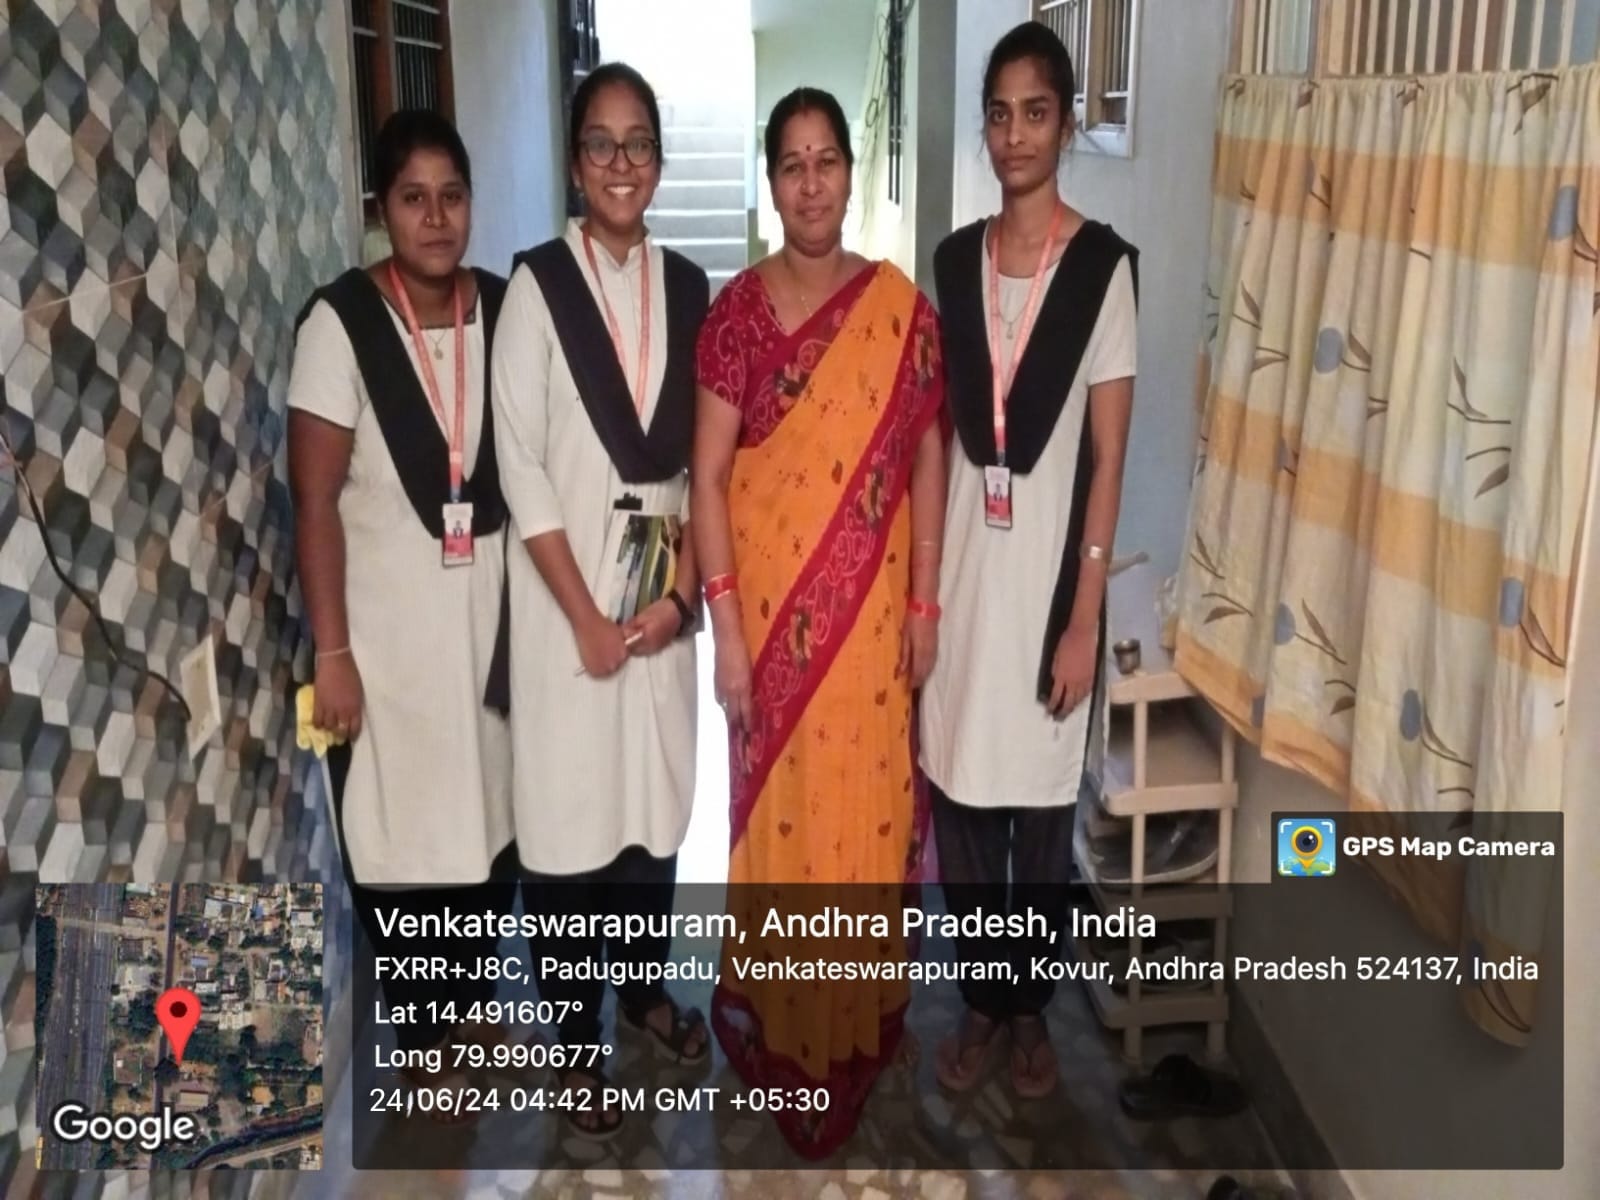 GPS Map Camera
Venkateswarapuram, Andhra Pradesh, India
FXRR+J8C, Padugupadu, Venkateswarapuram, Kovur, Andhra Pradesh 524137, India
Lat 14.491607°
Long 79.990677°
24/06/24 04:42 PM GMT +05:30
Google